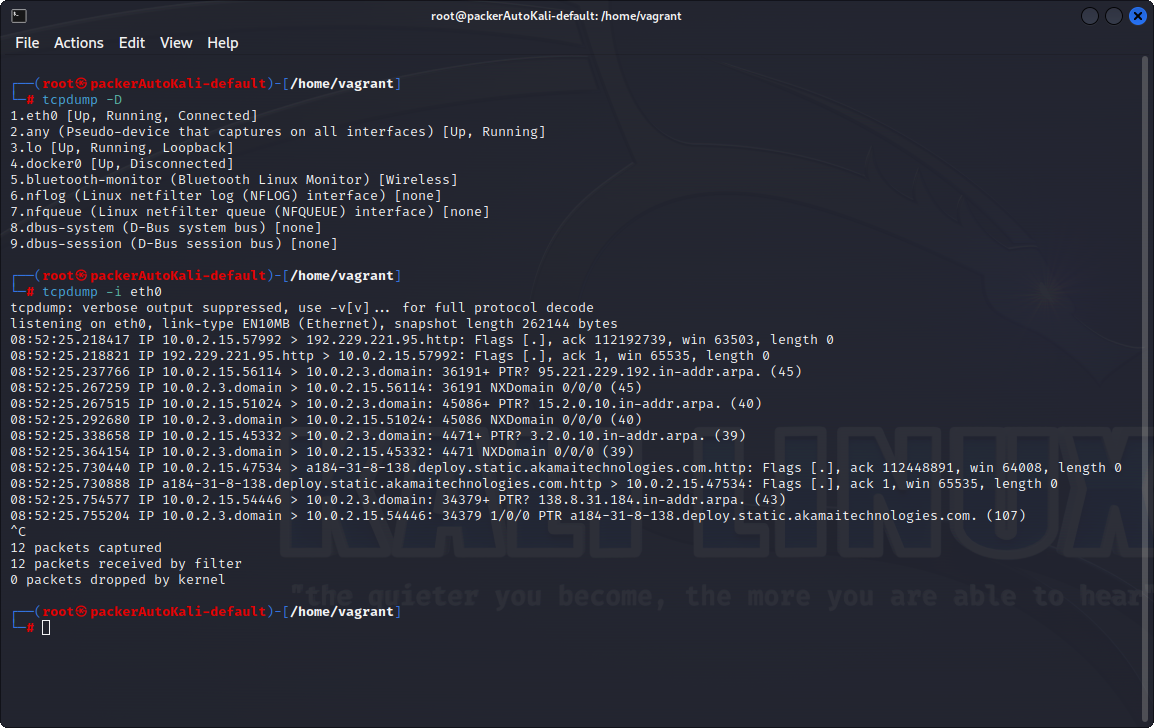 root@packerAutoKali-default: /home/vagrant
File Actions Edit View Help
┌──(root㉿packerAutoKali-default)-[/home/vagrant]
└─# tcpdump -D
1.eth0 [Up, Running, Connected]
2.any (Pseudo-device that captures on all interfaces) [Up, Running]
3.lo [Up, Running, Loopback]
4.docker0 [Up, Disconnected]
5.bluetooth-monitor (Bluetooth Linux Monitor) [Wireless]
6.nflog (Linux netfilter log (NFLOG) interface) [none]
7.nfqueue (Linux netfilter queue (NFQUEUE) interface) [none]
8.dbus-system (D-Bus system bus) [none]
9.dbus-session (D-Bus session bus) [none]
┌──(root㉿packerAutoKali-default)-[/home/vagrant]
└─# tcpdump -i eth0
tcpdump: verbose output suppressed, use -v[v]... for full protocol decode
listening on eth0, link-type EN10MB (Ethernet), snapshot length 262144 bytes
08:52:25.218417 IP 10.0.2.15.57992 > 192.229.221.95.http: Flags [.], ack 112192739, win 63503, length 0
08:52:25.218821 IP 192.229.221.95.http > 10.0.2.15.57992: Flags [.], ack 1, win 65535, length 0
08:52:25.237766 IP 10.0.2.15.56114 > 10.0.2.3.domain: 36191+ PTR? 95.221.229.192.in-addr.arpa. (45)
08:52:25.267259 IP 10.0.2.3.domain > 10.0.2.15.56114: 36191 NXDomain 0/0/0 (45)
08:52:25.267515 IP 10.0.2.15.51024 > 10.0.2.3.domain: 45086+ PTR? 15.2.0.10.in-addr.arpa. (40)
08:52:25.292680 IP 10.0.2.3.domain > 10.0.2.15.51024: 45086 NXDomain 0/0/0 (40)
08:52:25.338658 IP 10.0.2.15.45332 > 10.0.2.3.domain: 4471+ PTR? 3.2.0.10.in-addr.arpa. (39)
08:52:25.364154 IP 10.0.2.3.domain > 10.0.2.15.45332: 4471 NXDomain 0/0/0 (39)
08:52:25.730440 IP 10.0.2.15.47534 > a184-31-8-138.deploy.static.akamaitechnologies.com.http: Flags [.], ack 112448891, win 64008, length 0
08:52:25.730888 IP a184-31-8-138.deploy.static.akamaitechnologies.com.http > 10.0.2.15.47534: Flags [.], ack 1, win 65535, length 0
08:52:25.754577 IP 10.0.2.15.54446 > 10.0.2.3.domain: 34379+ PTR? 138.8.31.184.in-addr.arpa. (43)
08:52:25.755204 IP 10.0.2.3.domain > 10.0.2.15.54446: 34379 1/0/0 PTR a184-31-8-138.deploy.static.akamaitechnologies.com. (107)
^C
12 packets captured
12 packets received by filter
0 packets dropped by kernel
┌──(root㉿packerAutoKali-default)-[/home/vagrant]
└─#
KALI LINUX
"the quieter you become, the more you are able to hear"